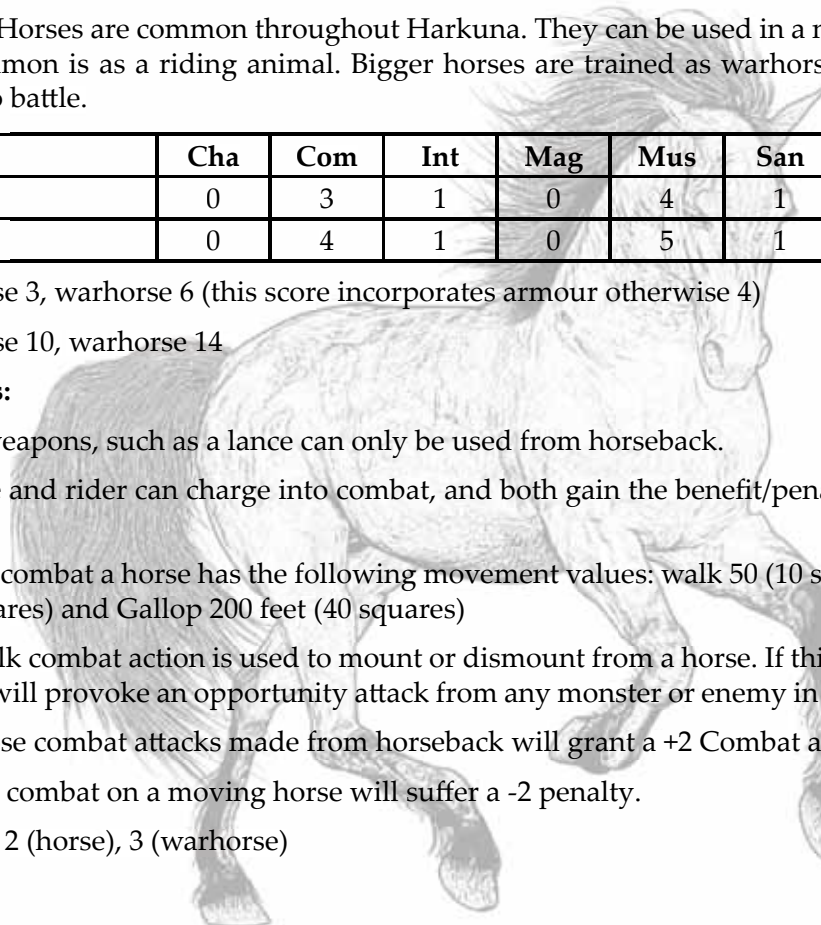 Horses are common throughout Harkuna. They can be used in a
mon is as a riding animal. Bigger horses are trained as
battle.
Cha Com Int Mag Mus San
0 3 1 0 4 1
0 4 1 0 5 1
se 3, warhorse 6 (this score incorporates armour otherwise 4)
se 10, warhorse 14
s:
weapons, such as a lance can only be used from horseback.
and rider can charge into combat, and both gain the
combat a horse has the following movement values: walk 50 (10
ares) and Gallop 200 feet (40 squares)
lk combat action is used to mount or dismount from a horse. If
will provoke an opportunity attack from any monster or enemy in
se combat attacks made from horseback will grant a +2 Combat
combat on a moving horse will suffer a -2 penalty.
2 (horse), 3 (warhorse)